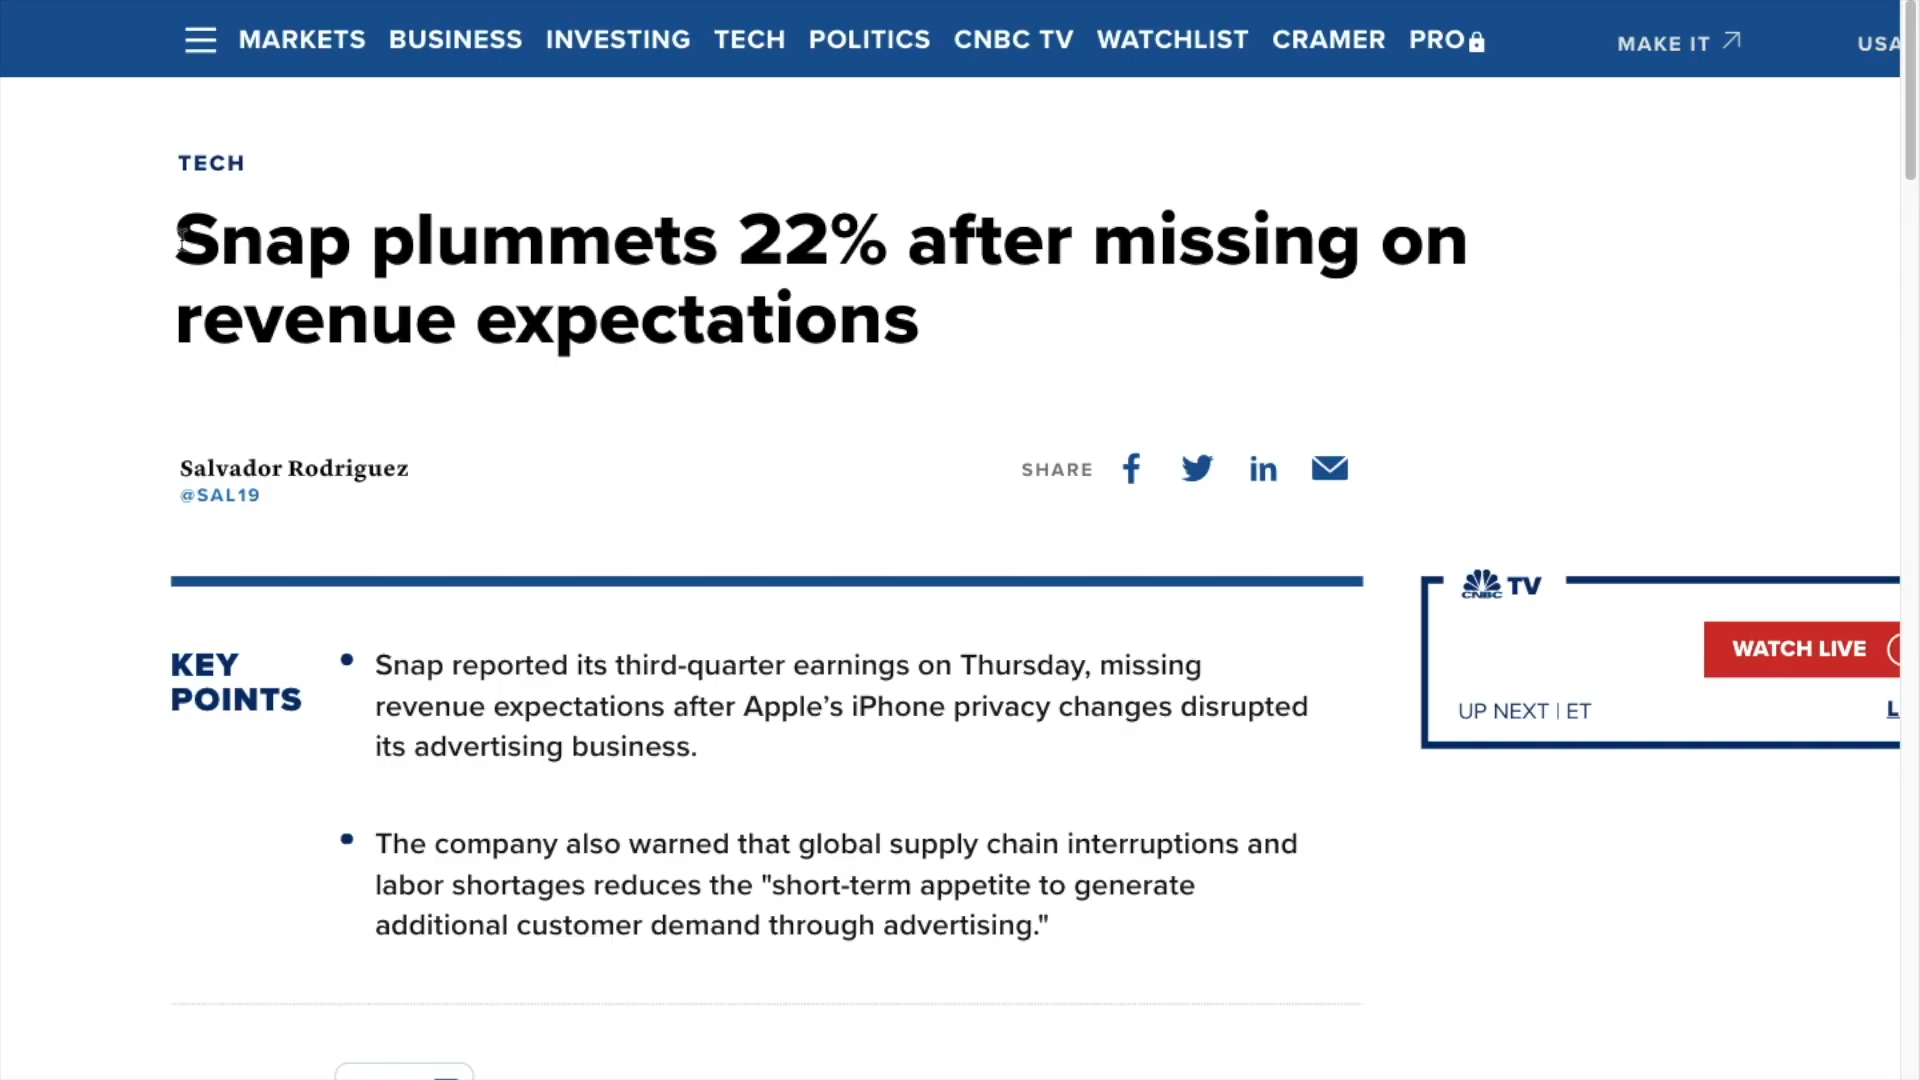 MARKETS BUSINESS INVESTING TECH POLITICS CNBC TV WATCHLIST CRAMER PRO MAKE IT USA
TECH
Snap plummets 22% after missing on
revenue expectations
Salvador Rodriguez
@SAL19
SHARE
KEY
POINTS
Snap reported its third-quarter earnings on Thursday, missing
revenue expectations after Apple’s iPhone privacy changes disrupted
its advertising business.
The company also warned that global supply chain interruptions and
labor shortages reduces the "short-term appetite to generate
additional customer demand through advertising."
CNBC TV
WATCH LIVE
UP NEXT | ET
L